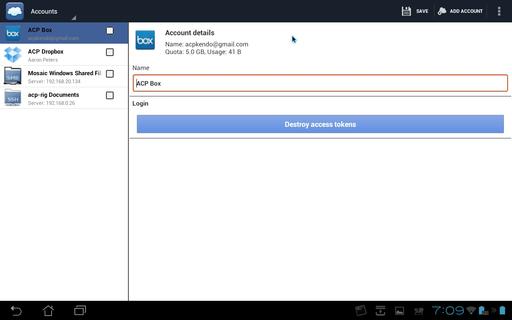 Accounts
SAVE
ADD ACCOUNT
box
ACP Box
acpkendo@gmail.com
ACP Dropbox
Aaron Peters
SMB
Mosaic Windows Shared Fil
Server: 192.168.20.134
SSH
acp-rig Documents
Server: 192.168.0.26
box
Account details
Name: acpkendo@gmail.com
Quota: 5.0 GB, Usage: 41 B
Name
ACP Box
Login
Destroy access tokens
7:09